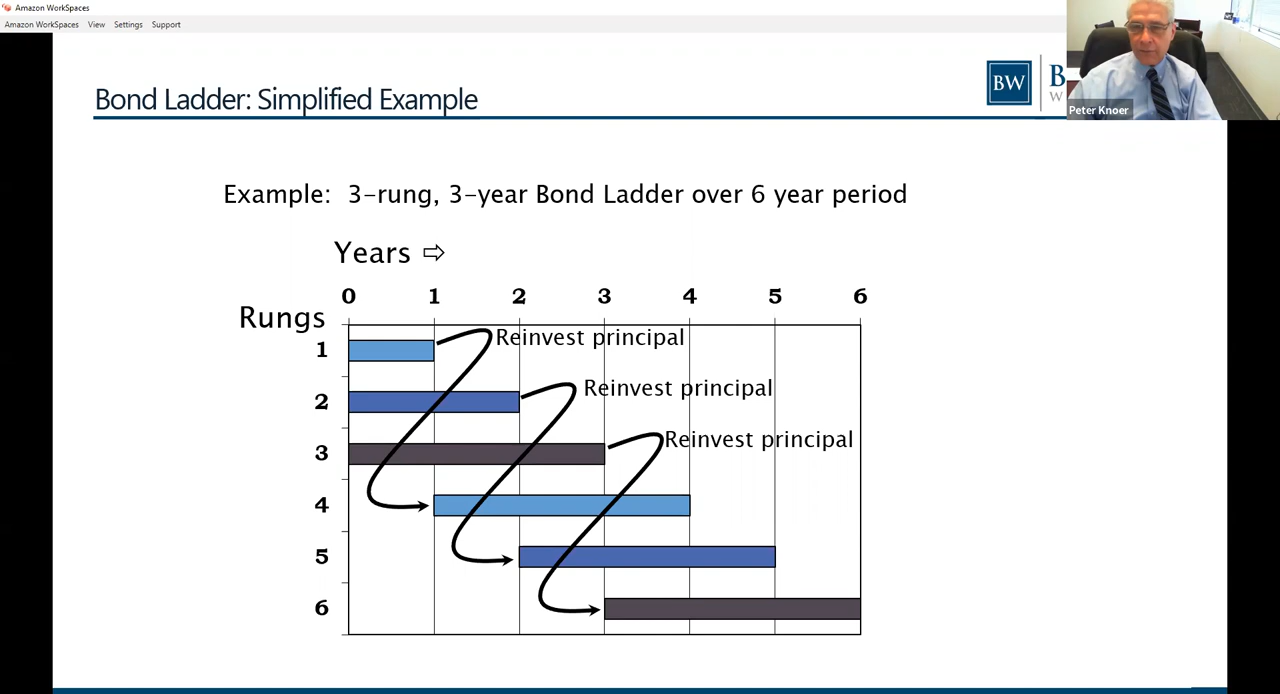 Amazon WorkSpaces
Amazon WorkSpaces View Settings Support
Bond Ladder: Simplified Example
BW
B
W
Peter Knoer
Example: 3-rung, 3-year Bond Ladder over 6 year period
Years ⇨
0 1 2 3 4 5 6
Rungs
Reinvest principal
1
Reinvest principal
2
Reinvest principal
3
4
5
6